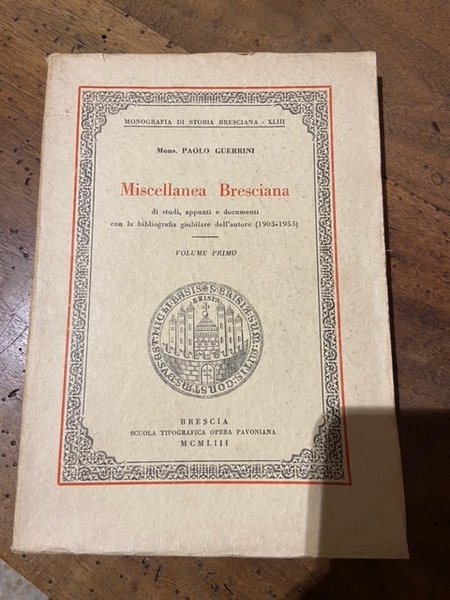 MONOGRAFIA DI STORIA BRESCIANA - XLIII
Mons. PAOLO GUERRINI
Miscellanea Bresciana
di studi, appunti e documenti
con la bibliografia giubilare dell'autore (1903-1953)
VOLUME PRIMO
BRISIA
BRESCIA
SCUOLA TIPOGRAFICA OPERA PAVONIANA
MCMLIII